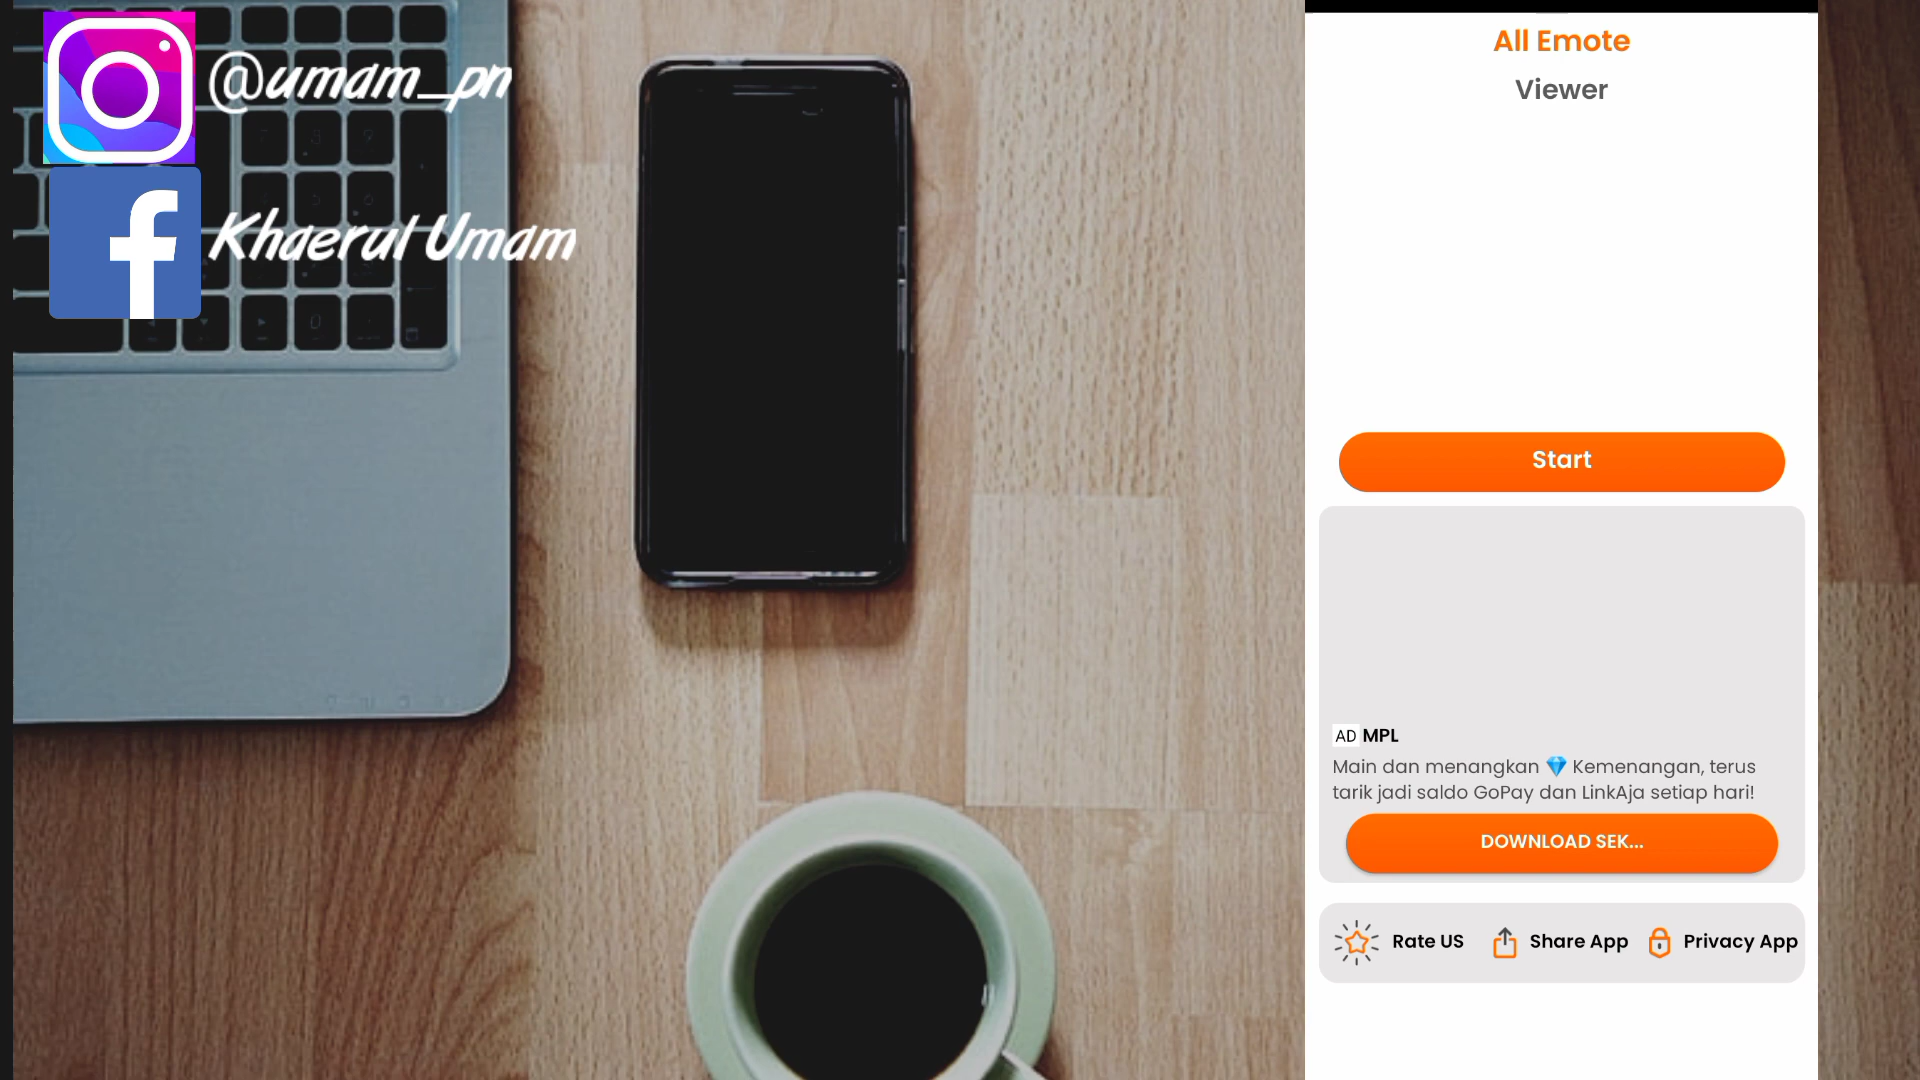 @umam_pn
Khaerul Umam
All Emote
Viewer
Start
AD MPL
Main dan menangkan 💎 Kemenangan, terus
tarik jadi saldo GoPay dan LinkAja setiap hari!
DOWNLOAD SEK...
Rate US
Share App
Privacy App